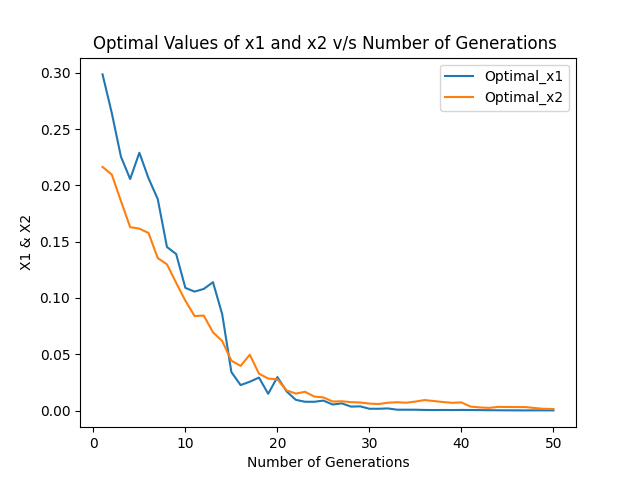 Optimal Values of x1 and x2 v/s Number of Generations
Optimal_x1
Optimal_x2
X1 & X2
0.30
0.25
0.20
0.15
0.10
0.05
0.00
0 10 20 30 40 50
Number of Generations